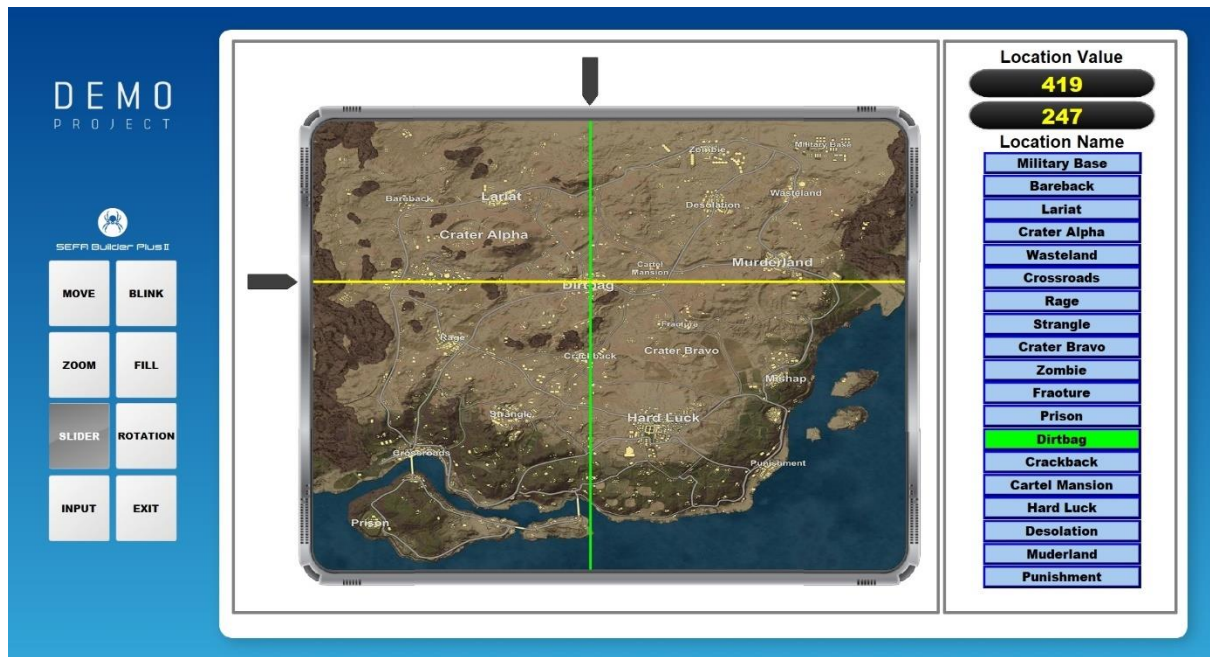 DEMO
PROJECT
SEFA Builder Plus II
MOVE
BLINK
ZOOM
FILL
SLIDER
ROTATION
INPUT
EXIT
Zombie
Military Base
Bareback
Lariat
Desolation
Wasteland
Crater Alpha
Cartel
Mansion
Murderland
Dirtbag
Rage
Fracture
Crackback
Crater Bravo
Mishap
Strangle
Hard Luck
Crossroads
Punishment
Prison
Location Value
419
247
Location Name
Military Base
Bareback
Lariat
Crater Alpha
Wasteland
Crossroads
Rage
Strangle
Crater Bravo
Zombie
Fraoture
Prison
Dirtbag
Crackback
Cartel Mansion
Hard Luck
Desolation
Muderland
Punishment